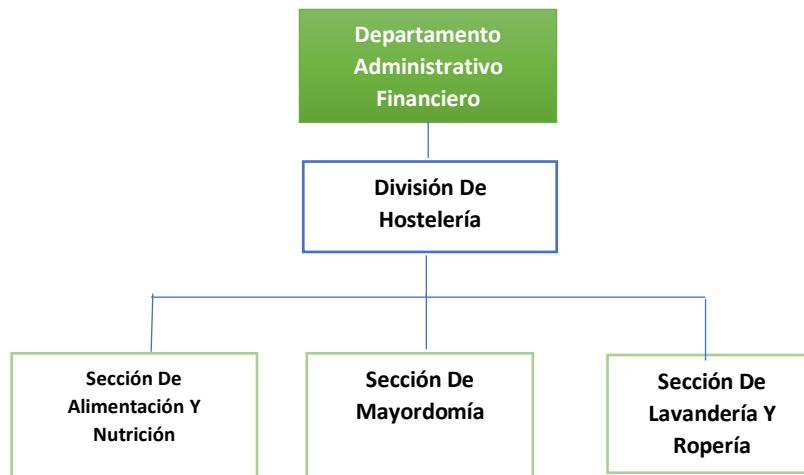 Departamento
Administrativo
Financiero
División De
Hostelería
Sección De
Alimentación Y
Nutrición
Sección De
Mayordomía
Sección De
Lavandería Y
Ropería